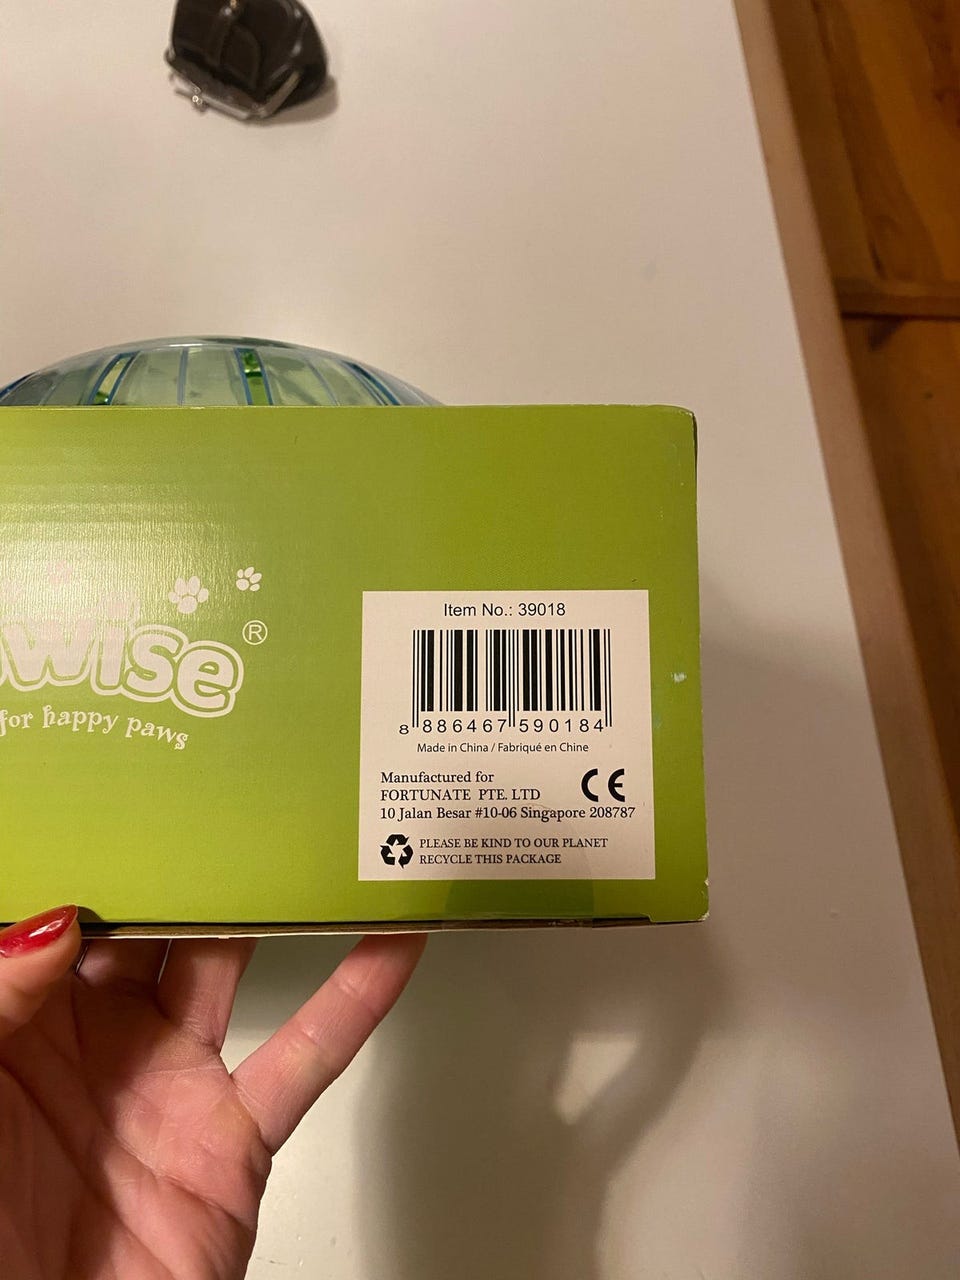 wise®
for happy paws
Item No.: 39018
8 886467 590184
Made in China / Fabriqué en Chine
Manufactured for
FORTUNATE PTE. LTD
CE
10 Jalan Besar #10-06 Singapore 208787
PLEASE BE KIND TO OUR PLANET
RECYCLE THIS PACKAGE